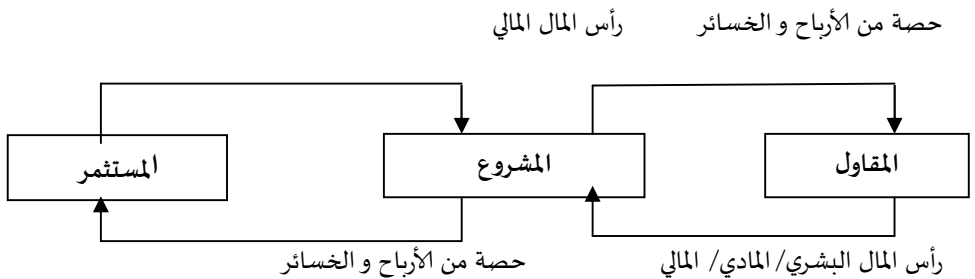 حصة من الأرباح و الخسائر
رأس المال المالي
المقاول
المشروع
المستثمر
رأس المال البشري/ المادي/ المالي
حصة من الأرباح و الخسائر